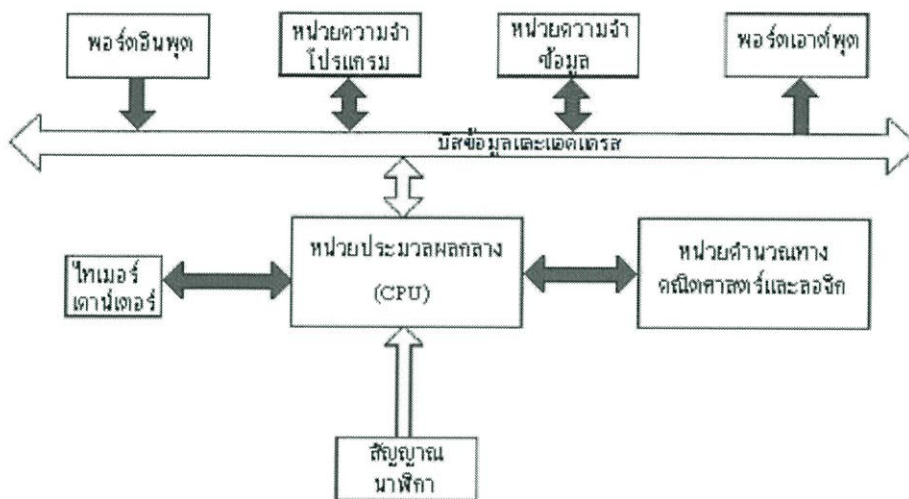 พอร์ตอินพุต
หน่วยความจำ
โปรแกรม
หน่วยความจำ
ข้อมูล
พอร์ตเอาต์พุต
บัสข้อมูลและแอดเดรส
ไทเมอร์
เคาน์เตอร์
หน่วยประมวลผลกลาง
(CPU)
หน่วยคำนวณทาง
คณิตศาสตร์และลอจิก
สัญญาณ
นาฬิกา